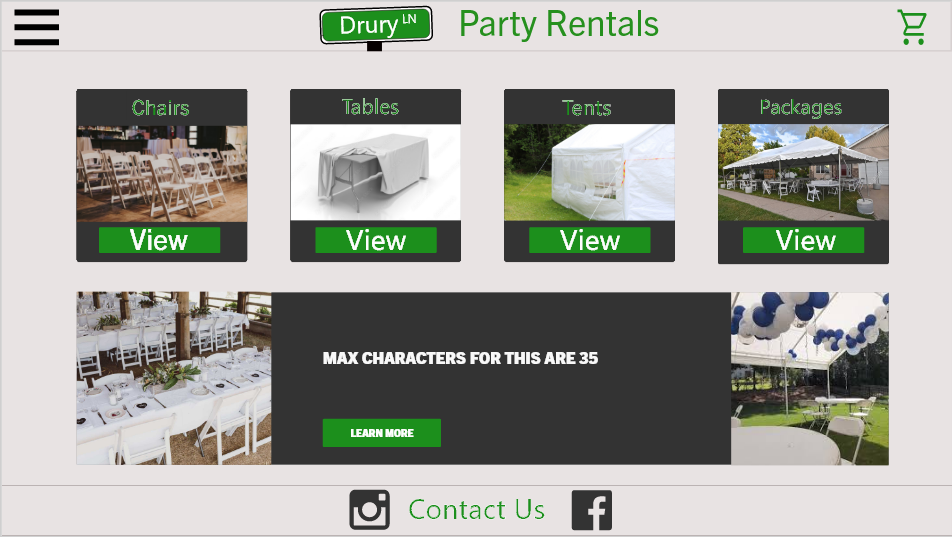 Drury LN Party Rentals
Chairs
Tables
Tents
Packages
View
View
View
View
MAX CHARACTERS FOR THIS ARE 35
LEARN MORE
Contact Us